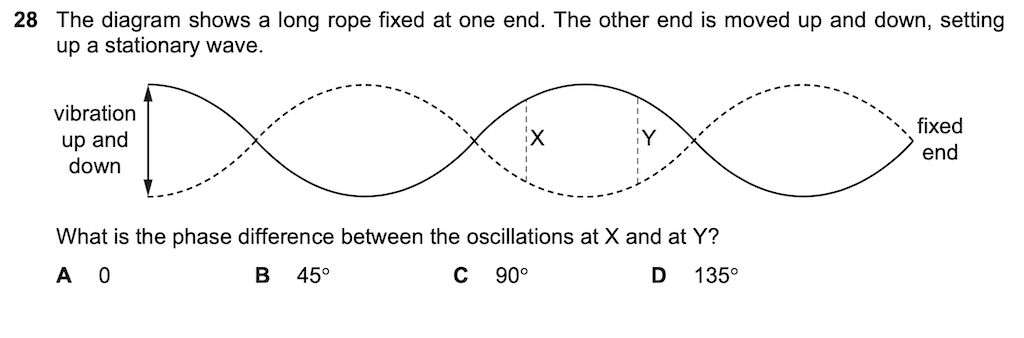 28 The diagram shows a long rope fixed at one end. The other end is moved up and down, setting
up a stationary wave.
vibration
up and
down
X
Y
fixed
end
What is the phase difference between the oscillations at X and at Y?
A 0 B 45° C 90° D 135°